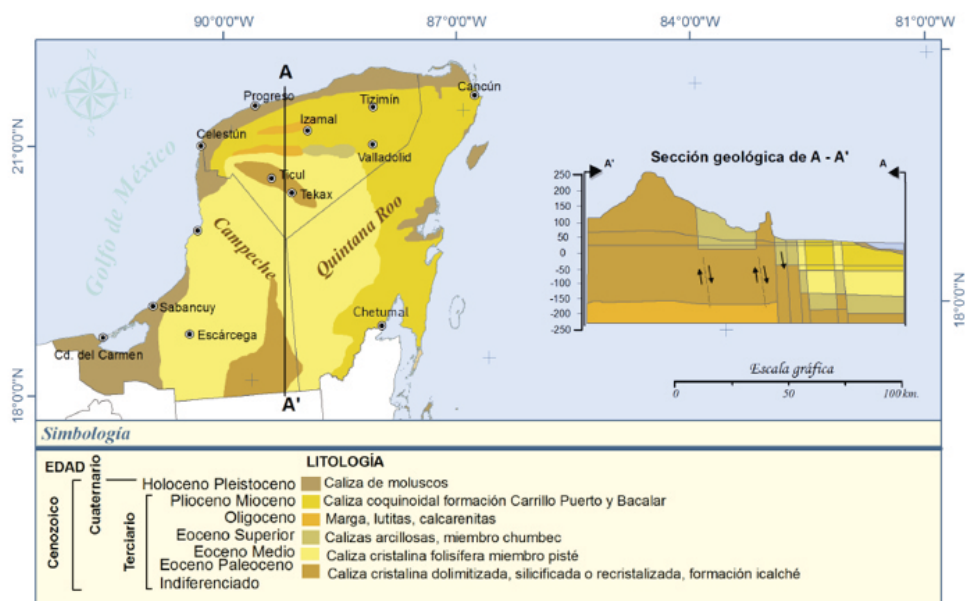 90°0'0"W
87°0'0"W
84°0'0"W
81°0'0"W
N
W
E
S
21°0'0"N
18°0'0"N
18°0'0"N
Golfo de México
A
Progreso
Tizimín
Cancún
Izamal
Celestún
Valladolid
Ticul
Tekax
Campeche
Quintana Roo
Sabancuy
Chetumal
Escárcega
Cd. del Carmen
A'
Sección geológica de A - A'
A'
A
250
200
150
100
50
0
-50
-100
-150
-200
-250
Escala gráfica
0
50
100 km.
Simbología
EDAD
LITOLOGÍA
Cenozoico
Cuaternario
Terciario
Holoceno Pleistoceno
Caliza de moluscos
Plioceno Mioceno
Caliza coquinoidal formación Carrillo Puerto y Bacalar
Oligoceno
Marga, lutitas, calcarenitas
Eoceno Superior
Calizas arcillosas, miembro chumbec
Eoceno Medio
Caliza cristalina folisífera miembro pisté
Eoceno Paleoceno
Indiferenciado
Caliza cristalina dolimitizada, silicificada o recristalizada, formación icalché